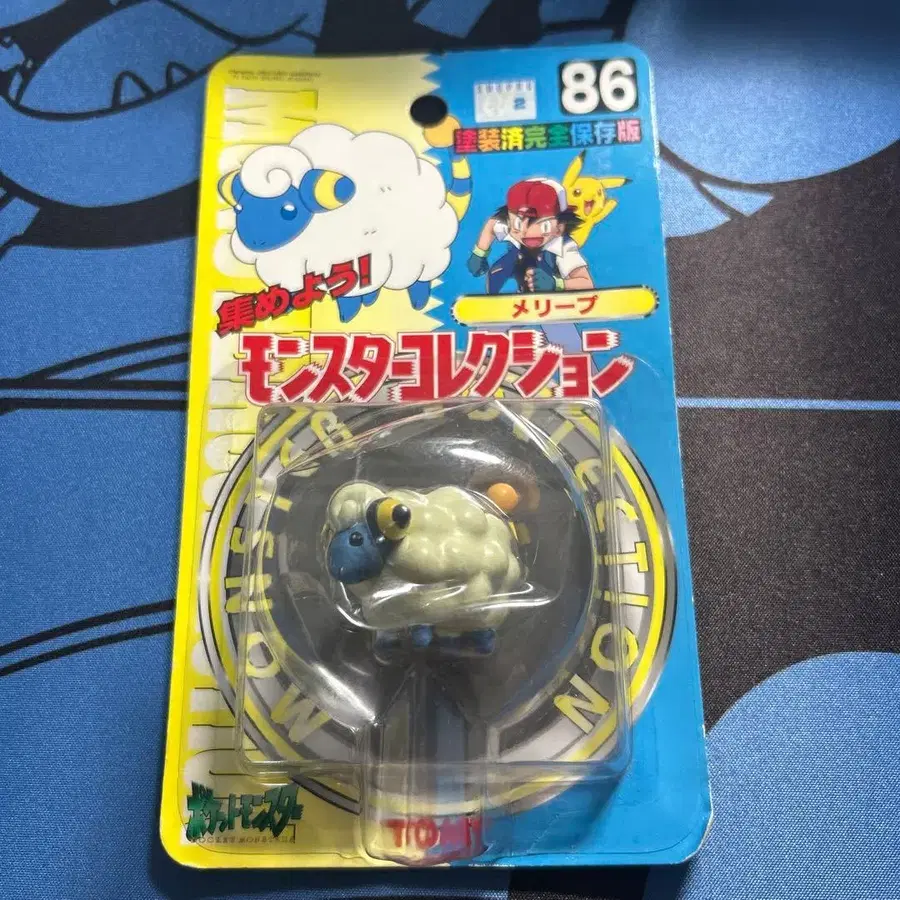 86
塗装済完全保存版
集めよう!
メリープ
モンスターコレクション
MONSTER COLLECTION
ポケットモンスター
TOMY